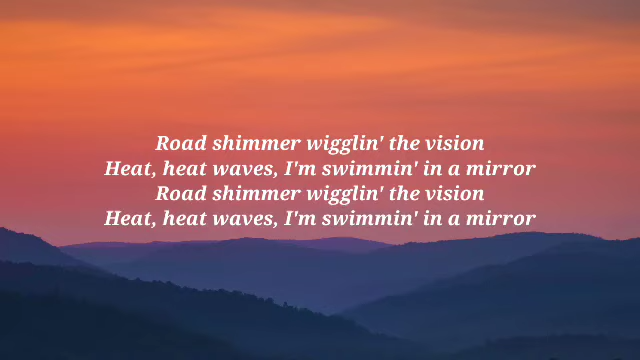 Road shimmer wigglin' the vision
Heat, heat waves, I'm swimmin' in a mirror
Road shimmer wigglin' the vision
Heat, heat waves, I'm swimmin' in a mirror